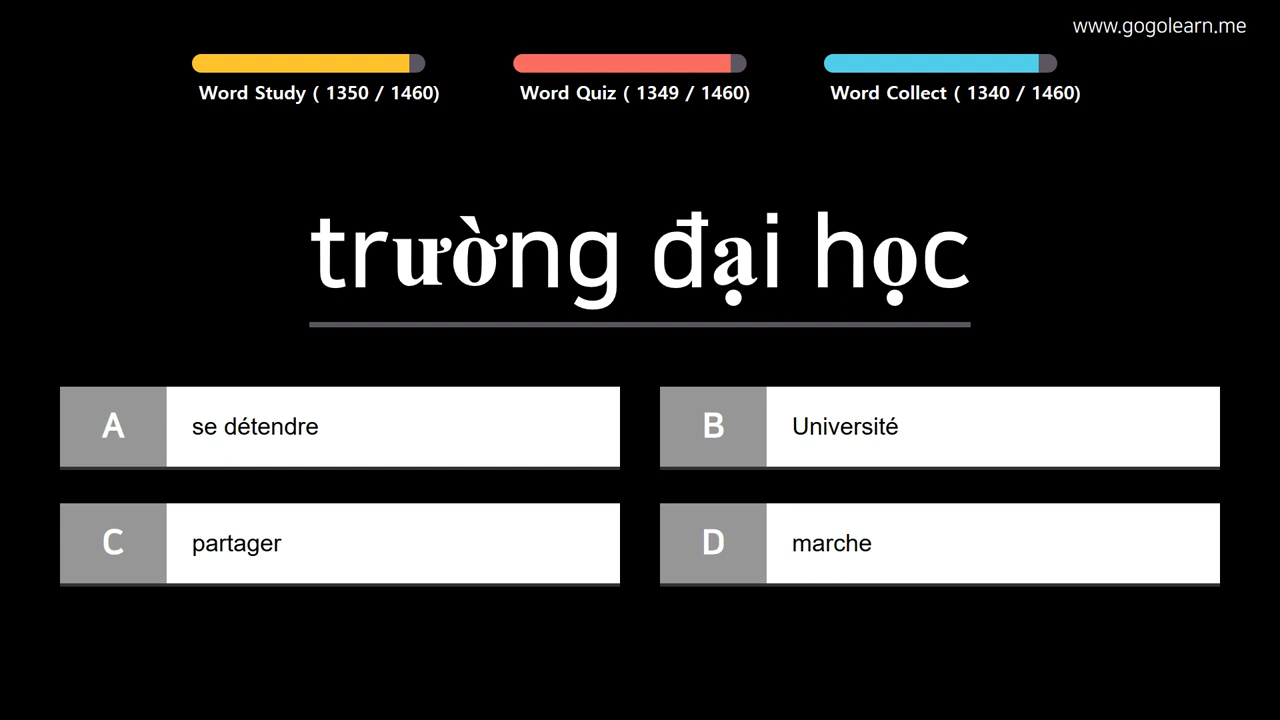 www.gogolearn.me
Word Study ( 1350 / 1460)
Word Quiz ( 1349 / 1460)
Word Collect ( 1340 / 1460)
trường đại học
A se détendre
B Université
C partager
D marche